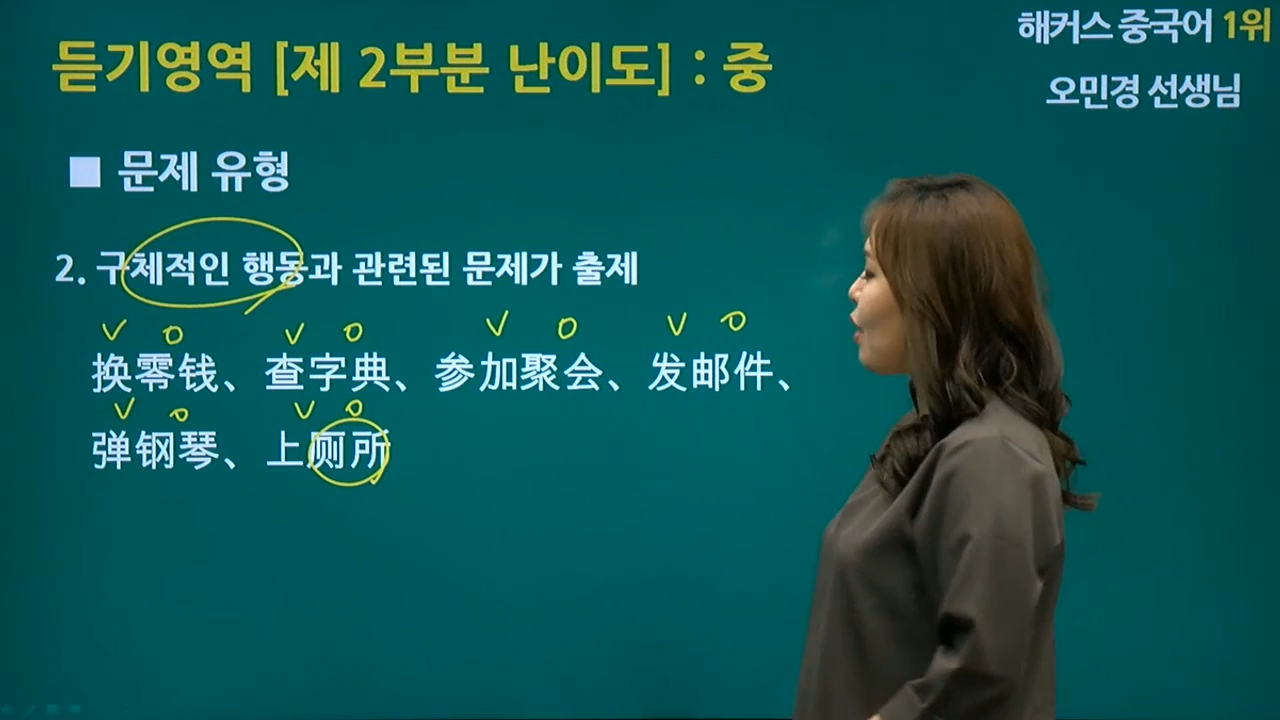 해커스 중국어 1위
듣기영역 [제 2부분 난이도] : 중
오민경 선생님
■ 문제 유형
2. 구체적인 행동과 관련된 문제가 출제
V O V O V O V O
换零钱、查字典、参加聚会、发邮件、
V O V O
弹钢琴、上厕所